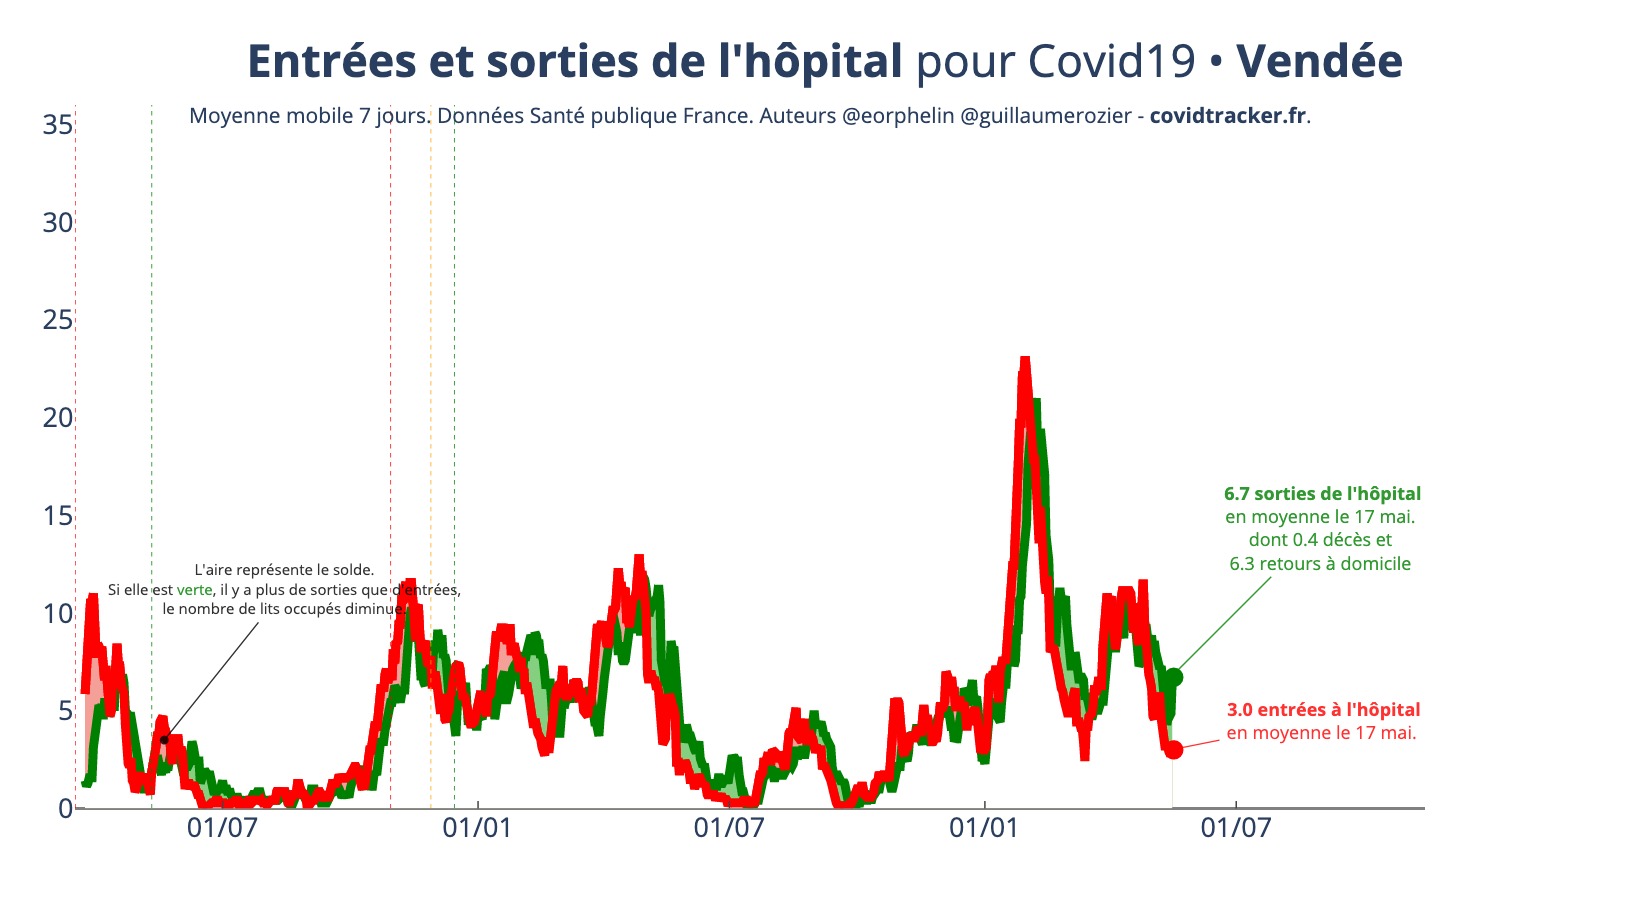 Entrées et sorties de l'hôpital pour Covid19 • Vendée
Moyenne mobile 7 jours. Données Santé publique France. Auteurs @eorphelin @guillaumerozier - covidtracker.fr.
35
30
25
20
15
10
5
0
L'aire représente le solde.
Si elle est verte, il y a plus de sorties que d'entrées,
le nombre de lits occupés diminue.
6.7 sorties de l'hôpital
en moyenne le 17 mai.
dont 0.4 décès et
6.3 retours à domicile
3.0 entrées à l'hôpital
en moyenne le 17 mai.
01/07
01/01
01/07
01/01
01/07